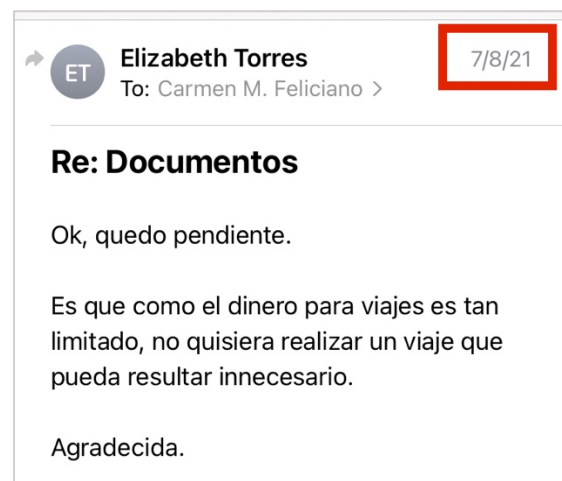 ET
Elizabeth Torres
7/8/21
To: Carmen M. Feliciano >
Re: Documentos
Ok, quedo pendiente.
Es que como el dinero para viajes es tan
limitado, no quisiera realizar un viaje que
pueda resultar innecesario.
Agradecida.